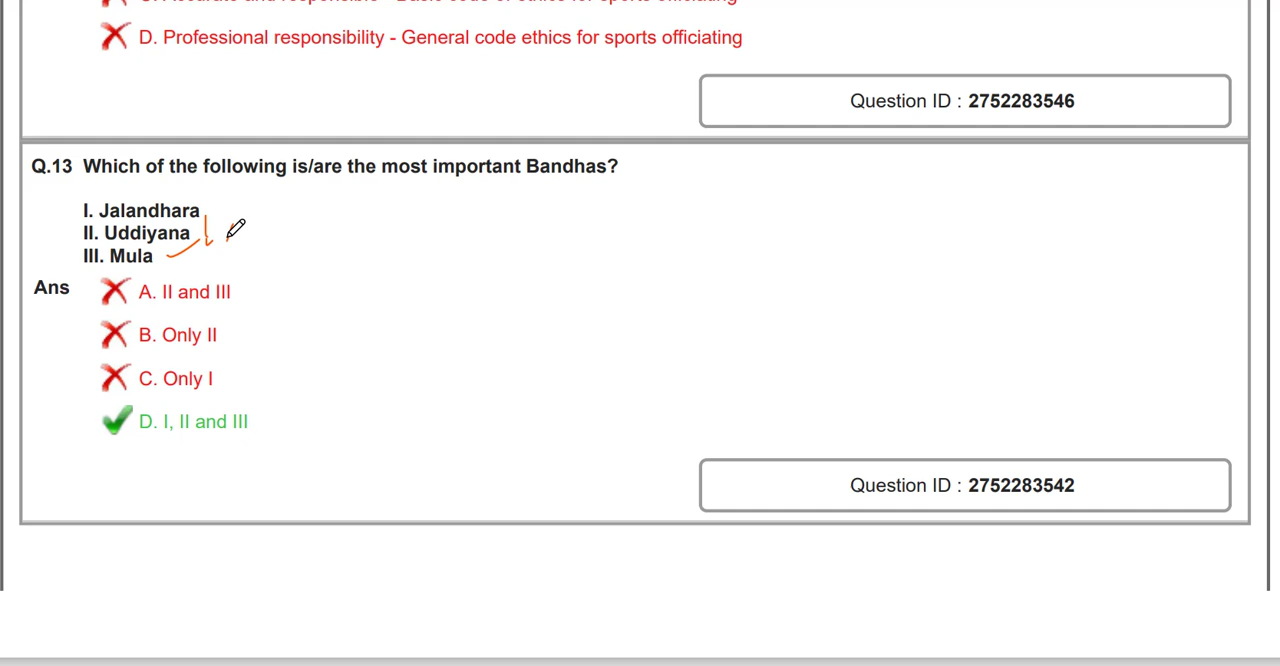 D. Professional responsibility - General code ethics for sports officiating
Question ID : 2752283546
Q.13 Which of the following is/are the most important Bandhas?
I. Jalandhara
II. Uddiyana
III. Mula
Ans
A. II and III
B. Only II
C. Only I
D. I, II and III
Question ID : 2752283542